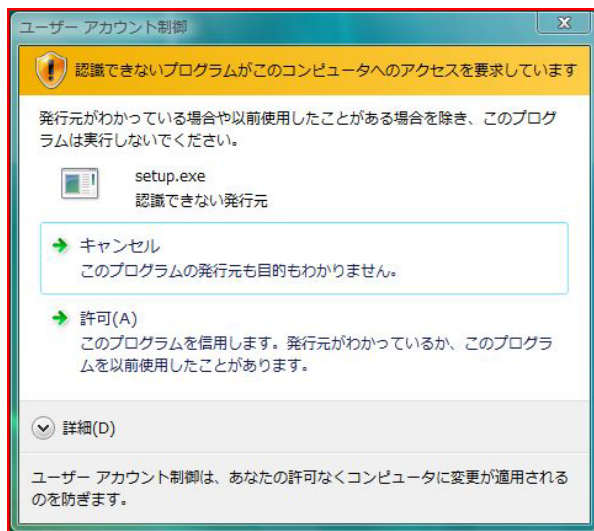 ユーザー アカウント制御
認識できないプログラムがこのコンピュータへのアクセスを要求しています
発行元がわかっている場合や以前使用したことがある場合を除き、このプログ
ラムは実行しないでください。
setup.exe
認識できない発行元
キャンセル
このプログラムの発行元も目的もわかりません。
許可(A)
このプログラムを信用します。発行元がわかっているか、このプログラ
ムを以前使用したことがあります。
詳細(D)
ユーザー アカウント制御は、あなたの許可なくコンピュータに変更が適用される
のを防ぎます。